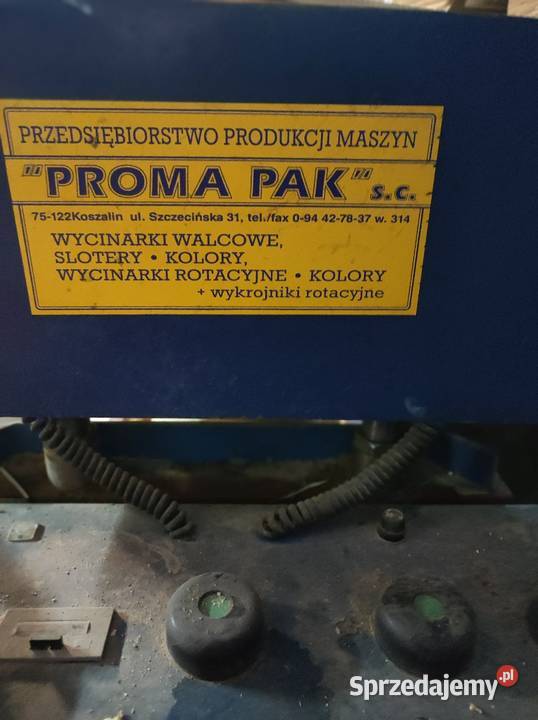 PRZEDSIĘBIORSTWO PRODUKCJI MASZYN
"PROMA PAK" s.c.
75-122Koszalin ul. Szczecińska 31, tel./fax 0-94 42-78-37 w. 314
WYCINARKI WALCOWE,
SLOTERY • KOLORY,
WYCINARKI ROTACYJNE • KOLORY
+ wykrojniki rotacyjne
Sprzedajemy.pl